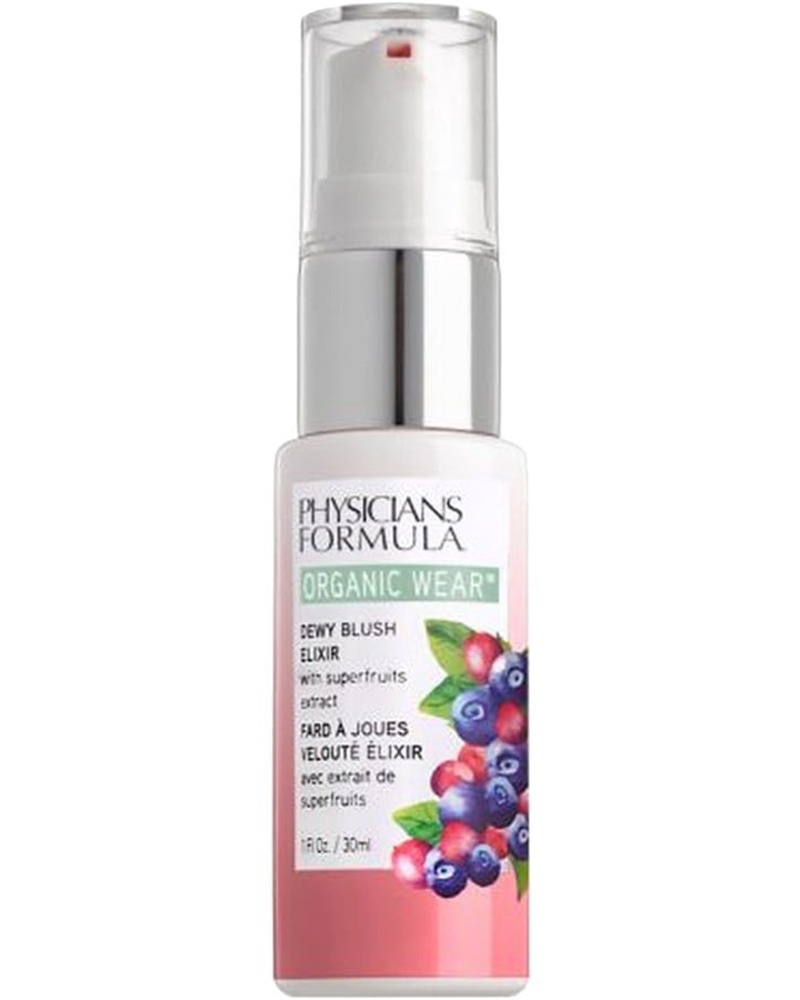 PHYSICIANS
FORMULA
ORGANIC WEAR™
DEWY BLUSH
ELIXIR
with superfruits
extract
FARD À JOUES
VELOUTÉ ÉLIXIR
avec extrait de
superfruits
1 Fl Oz. / 30ml